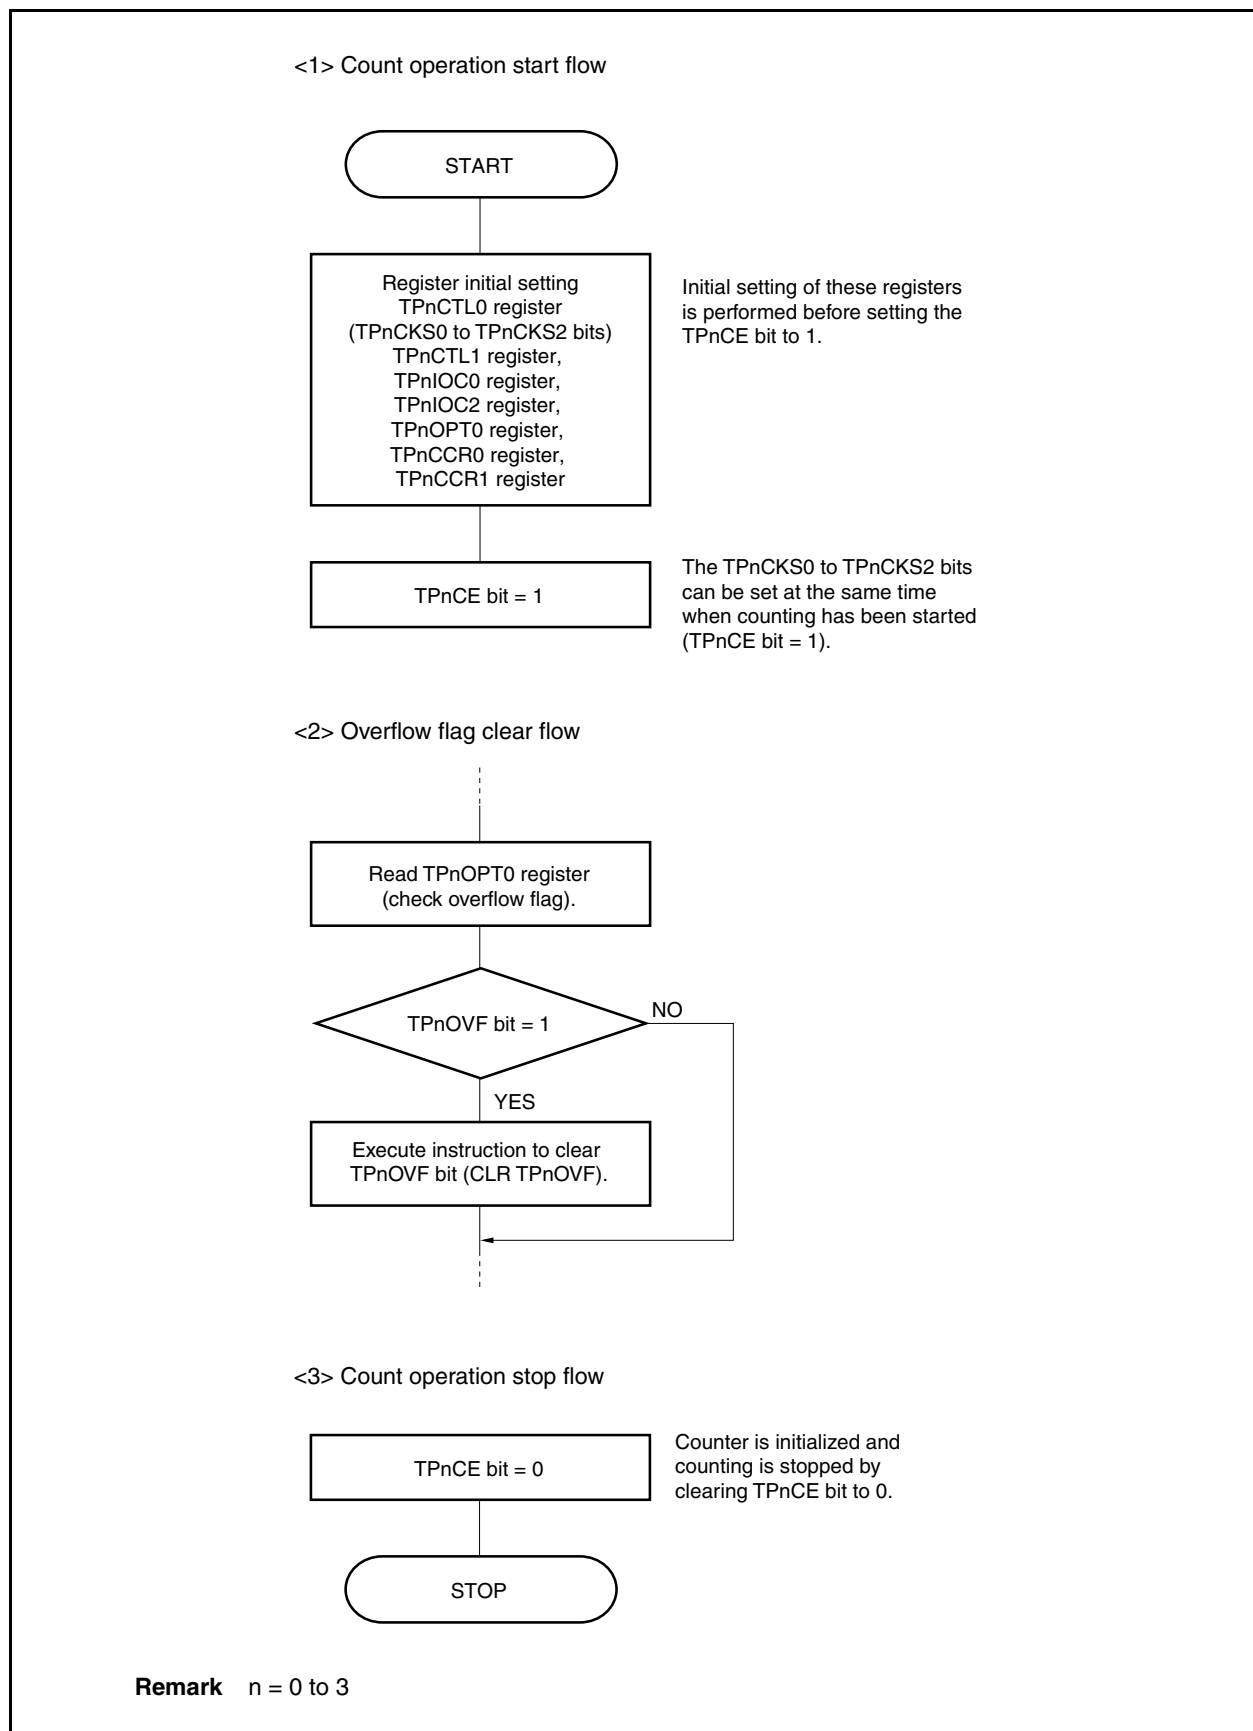 <1> Count operation start flow
START
Register initial setting
TPnCTL0 register
(TPnCKS0 to TPnCKS2 bits)
TPnCTL1 register,
TPnIOC0 register,
TPnIOC2 register,
TPnOPT0 register,
TPnCCR0 register,
TPnCCR1 register
Initial setting of these registers
is performed before setting the
TPnCE bit to 1.
TPnCE bit = 1
The TPnCKS0 to TPnCKS2 bits
can be set at the same time
when counting has been started
(TPnCE bit = 1).
<2> Overflow flag clear flow
Read TPnOPT0 register
(check overflow flag).
TPnOVF bit = 1
NO
YES
Execute instruction to clear
TPnOVF bit (CLR TPnOVF).
<3> Count operation stop flow
TPnCE bit = 0
Counter is initialized and
counting is stopped by
clearing TPnCE bit to 0.
STOP
Remark n = 0 to 3